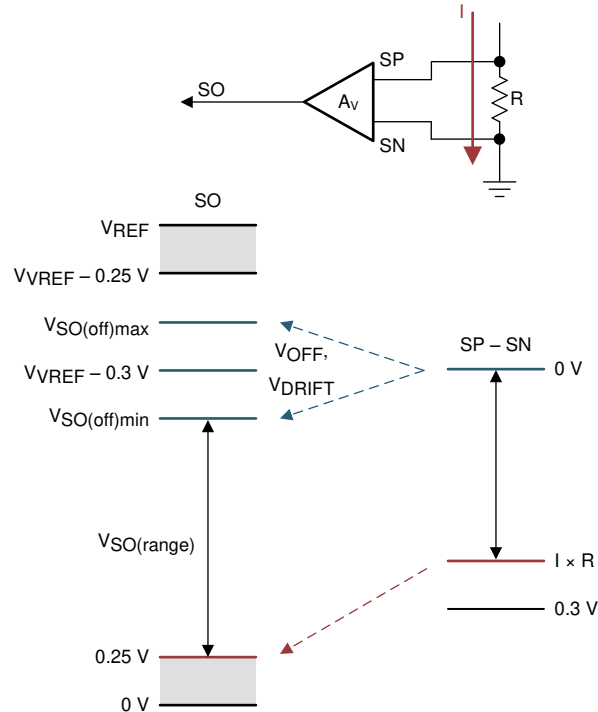 I
SP
SO
AV
R
SN
SO
VREF
VVREF – 0.25 V
VSO(off)max
VOFF,
SP – SN
VVREF – 0.3 V
0 V
VDRIFT
VSO(off)min
VSO(range)
I × R
0.3 V
0.25 V
0 V